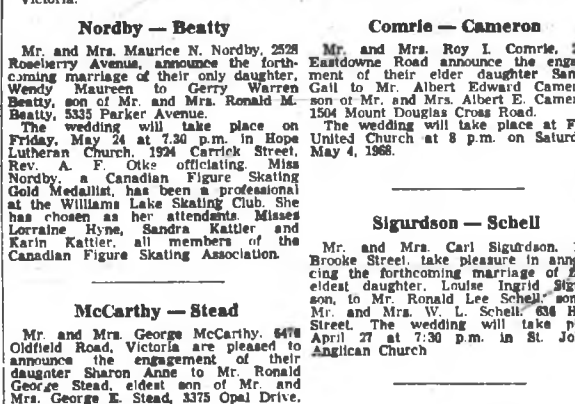 Victoria.
Nordby — Beatty
Mr. and Mrs. Maurice N. Nordby, 2528
Roseberry Avenue, announce the forth-
coming marriage of their only daughter,
Wendy Maureen to Gerry Warren
Beatty, son of Mr. and Mrs. Ronald M.
Beatty, 5335 Parker Avenue.
The wedding will take place on
Friday, May 24 at 7.30 p.m. in Hope
Lutheran Church, 1924 Carrick Street,
Rev. A. F. Otke officiating. Miss
Nordby, a Canadian Figure Skating
Gold Medallist, has been a professional
at the Williams Lake Skating Club. She
has chosen as her attendants. Misses
Lorraine Hyne, Sandra Kattler and
Karin Kattler, all members of the
Canadian Figure Skating Association.
McCarthy — Stead
Mr. and Mrs. George McCarthy, 6476
Oldfield Road, Victoria are pleased to
announce the engagement of their
daughter Sharon Anne to Mr. Ronald
George Stead, eldest son of Mr. and
Mrs. George E. Stead, 3375 Opal Drive,
Comrie — Cameron
Mr. and Mrs. Roy I. Comrie,
Eastdowne Road announce the enga
ment of their elder daughter San
Gail to Mr. Albert Edward Camer
son of Mr. and Mrs. Albert E. Camer
1504 Mount Douglas Cross Road.
The wedding will take place at F
United Church at 8 p.m. on Saturd
May 4, 1968.
Sigurdson — Schell
Mr. and Mrs. Carl Sigurdson,
Brooke Street, take pleasure in ann
cing the forthcoming marriage of
eldest daughter, Louise Ingrid Sig
son, to Mr. Ronald Lee Schell, son
Mr. and Mrs. W. L. Schell, 636 H
Street. The wedding will take p
April 27 at 7:30 p.m. in St. Jo
Anglican Church